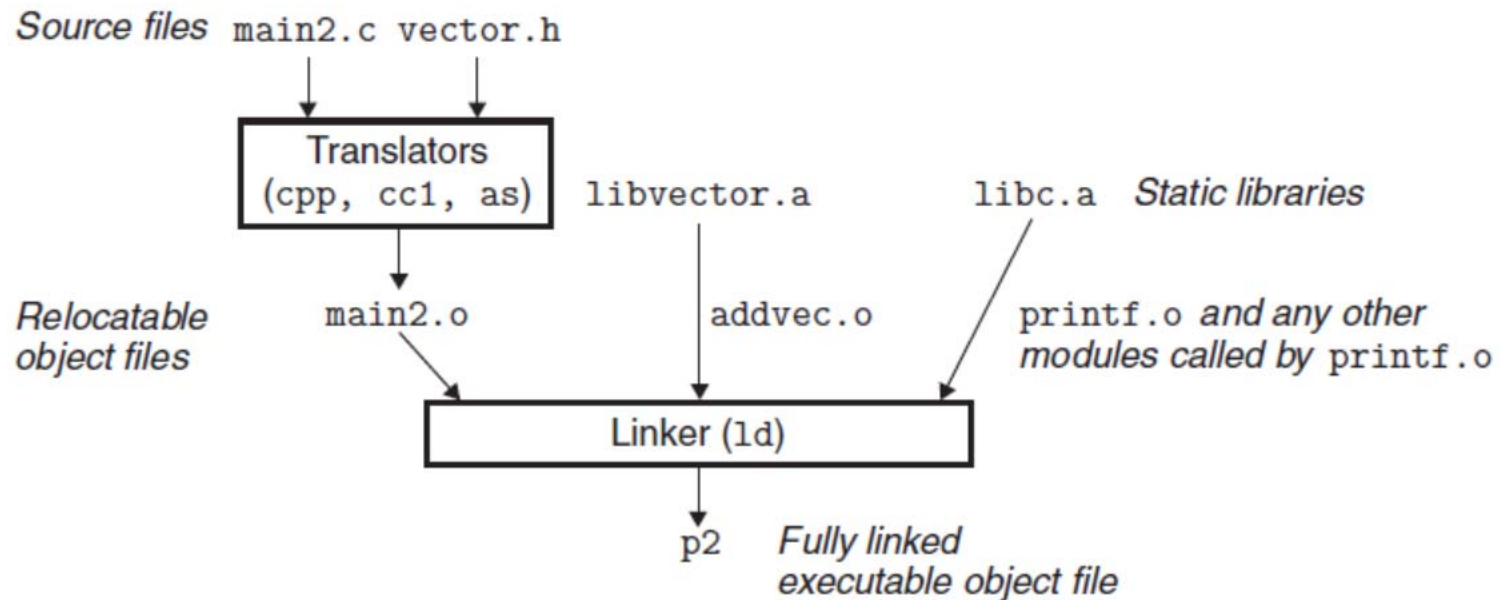 Source files main2.c vector.h
Translators
(cpp, cc1, as)
libvector.a
libc.a Static libraries
Relocatable
object files
main2.o
addvec.o
printf.o and any other
modules called by printf.o
Linker (ld)
p2
Fully linked
executable object file